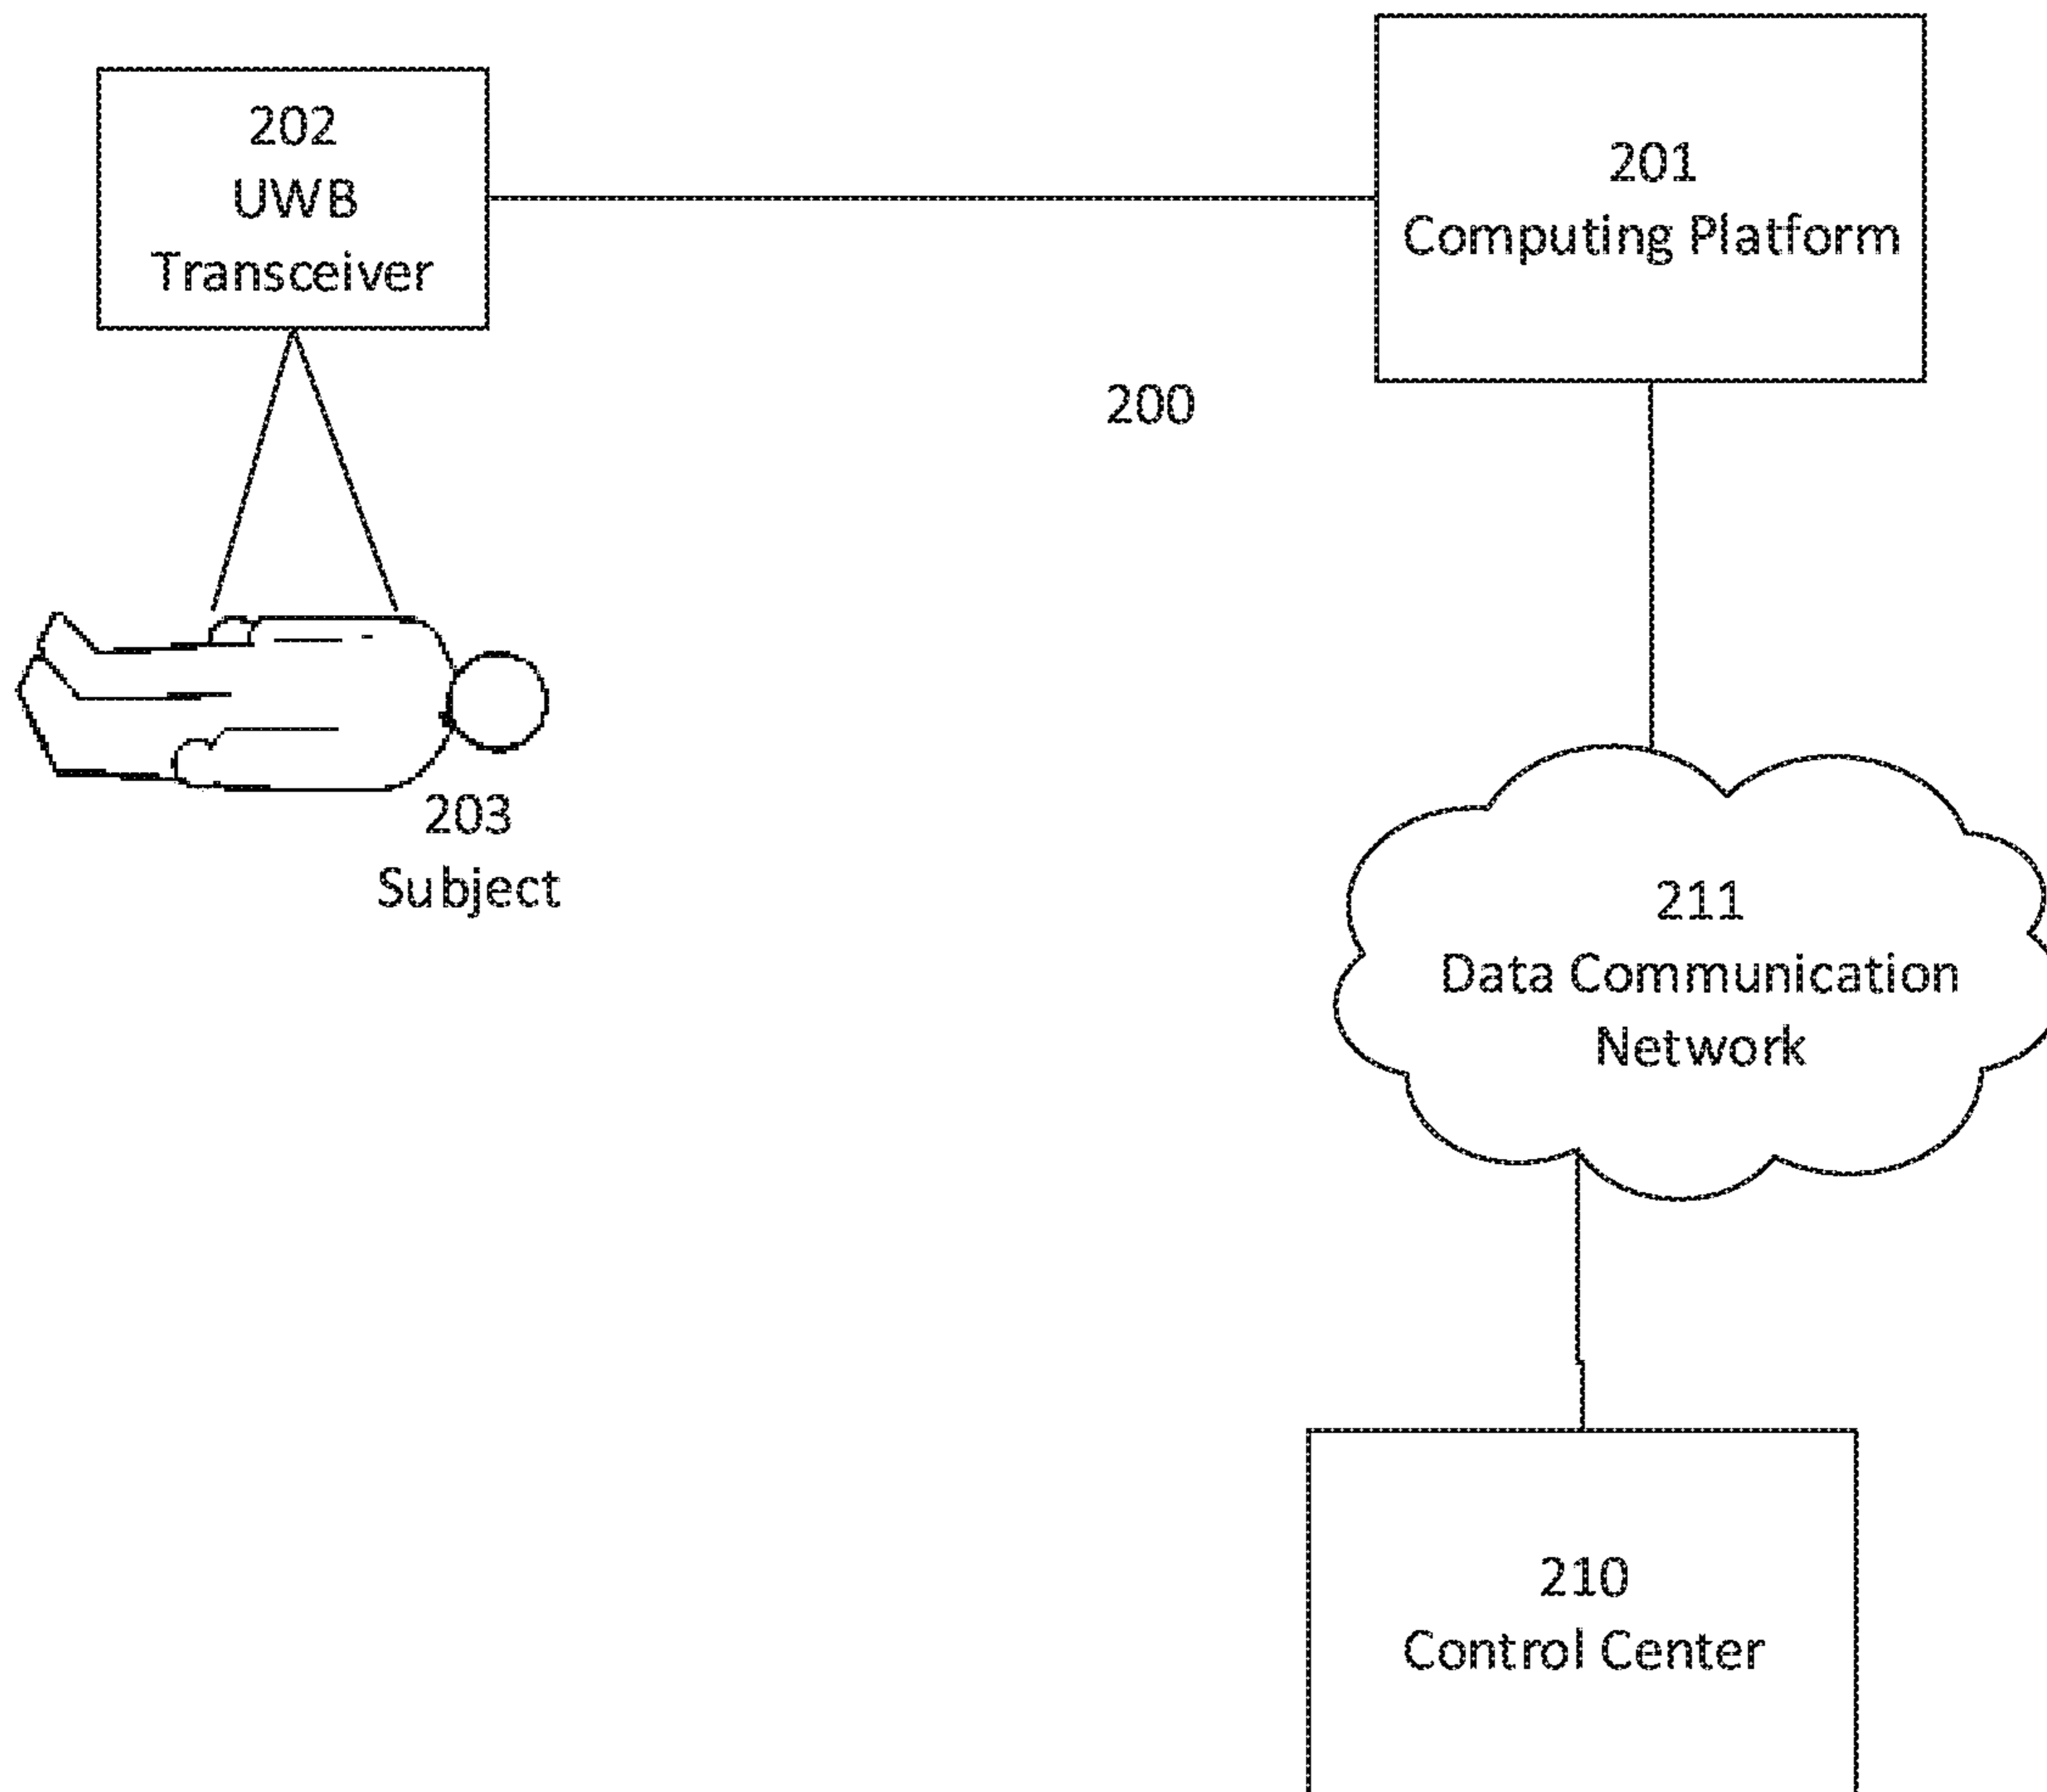 202
UWB
Transceiver
201
Computing Platform
200
203
Subject
211
Data Communication
Network
210
Control Center